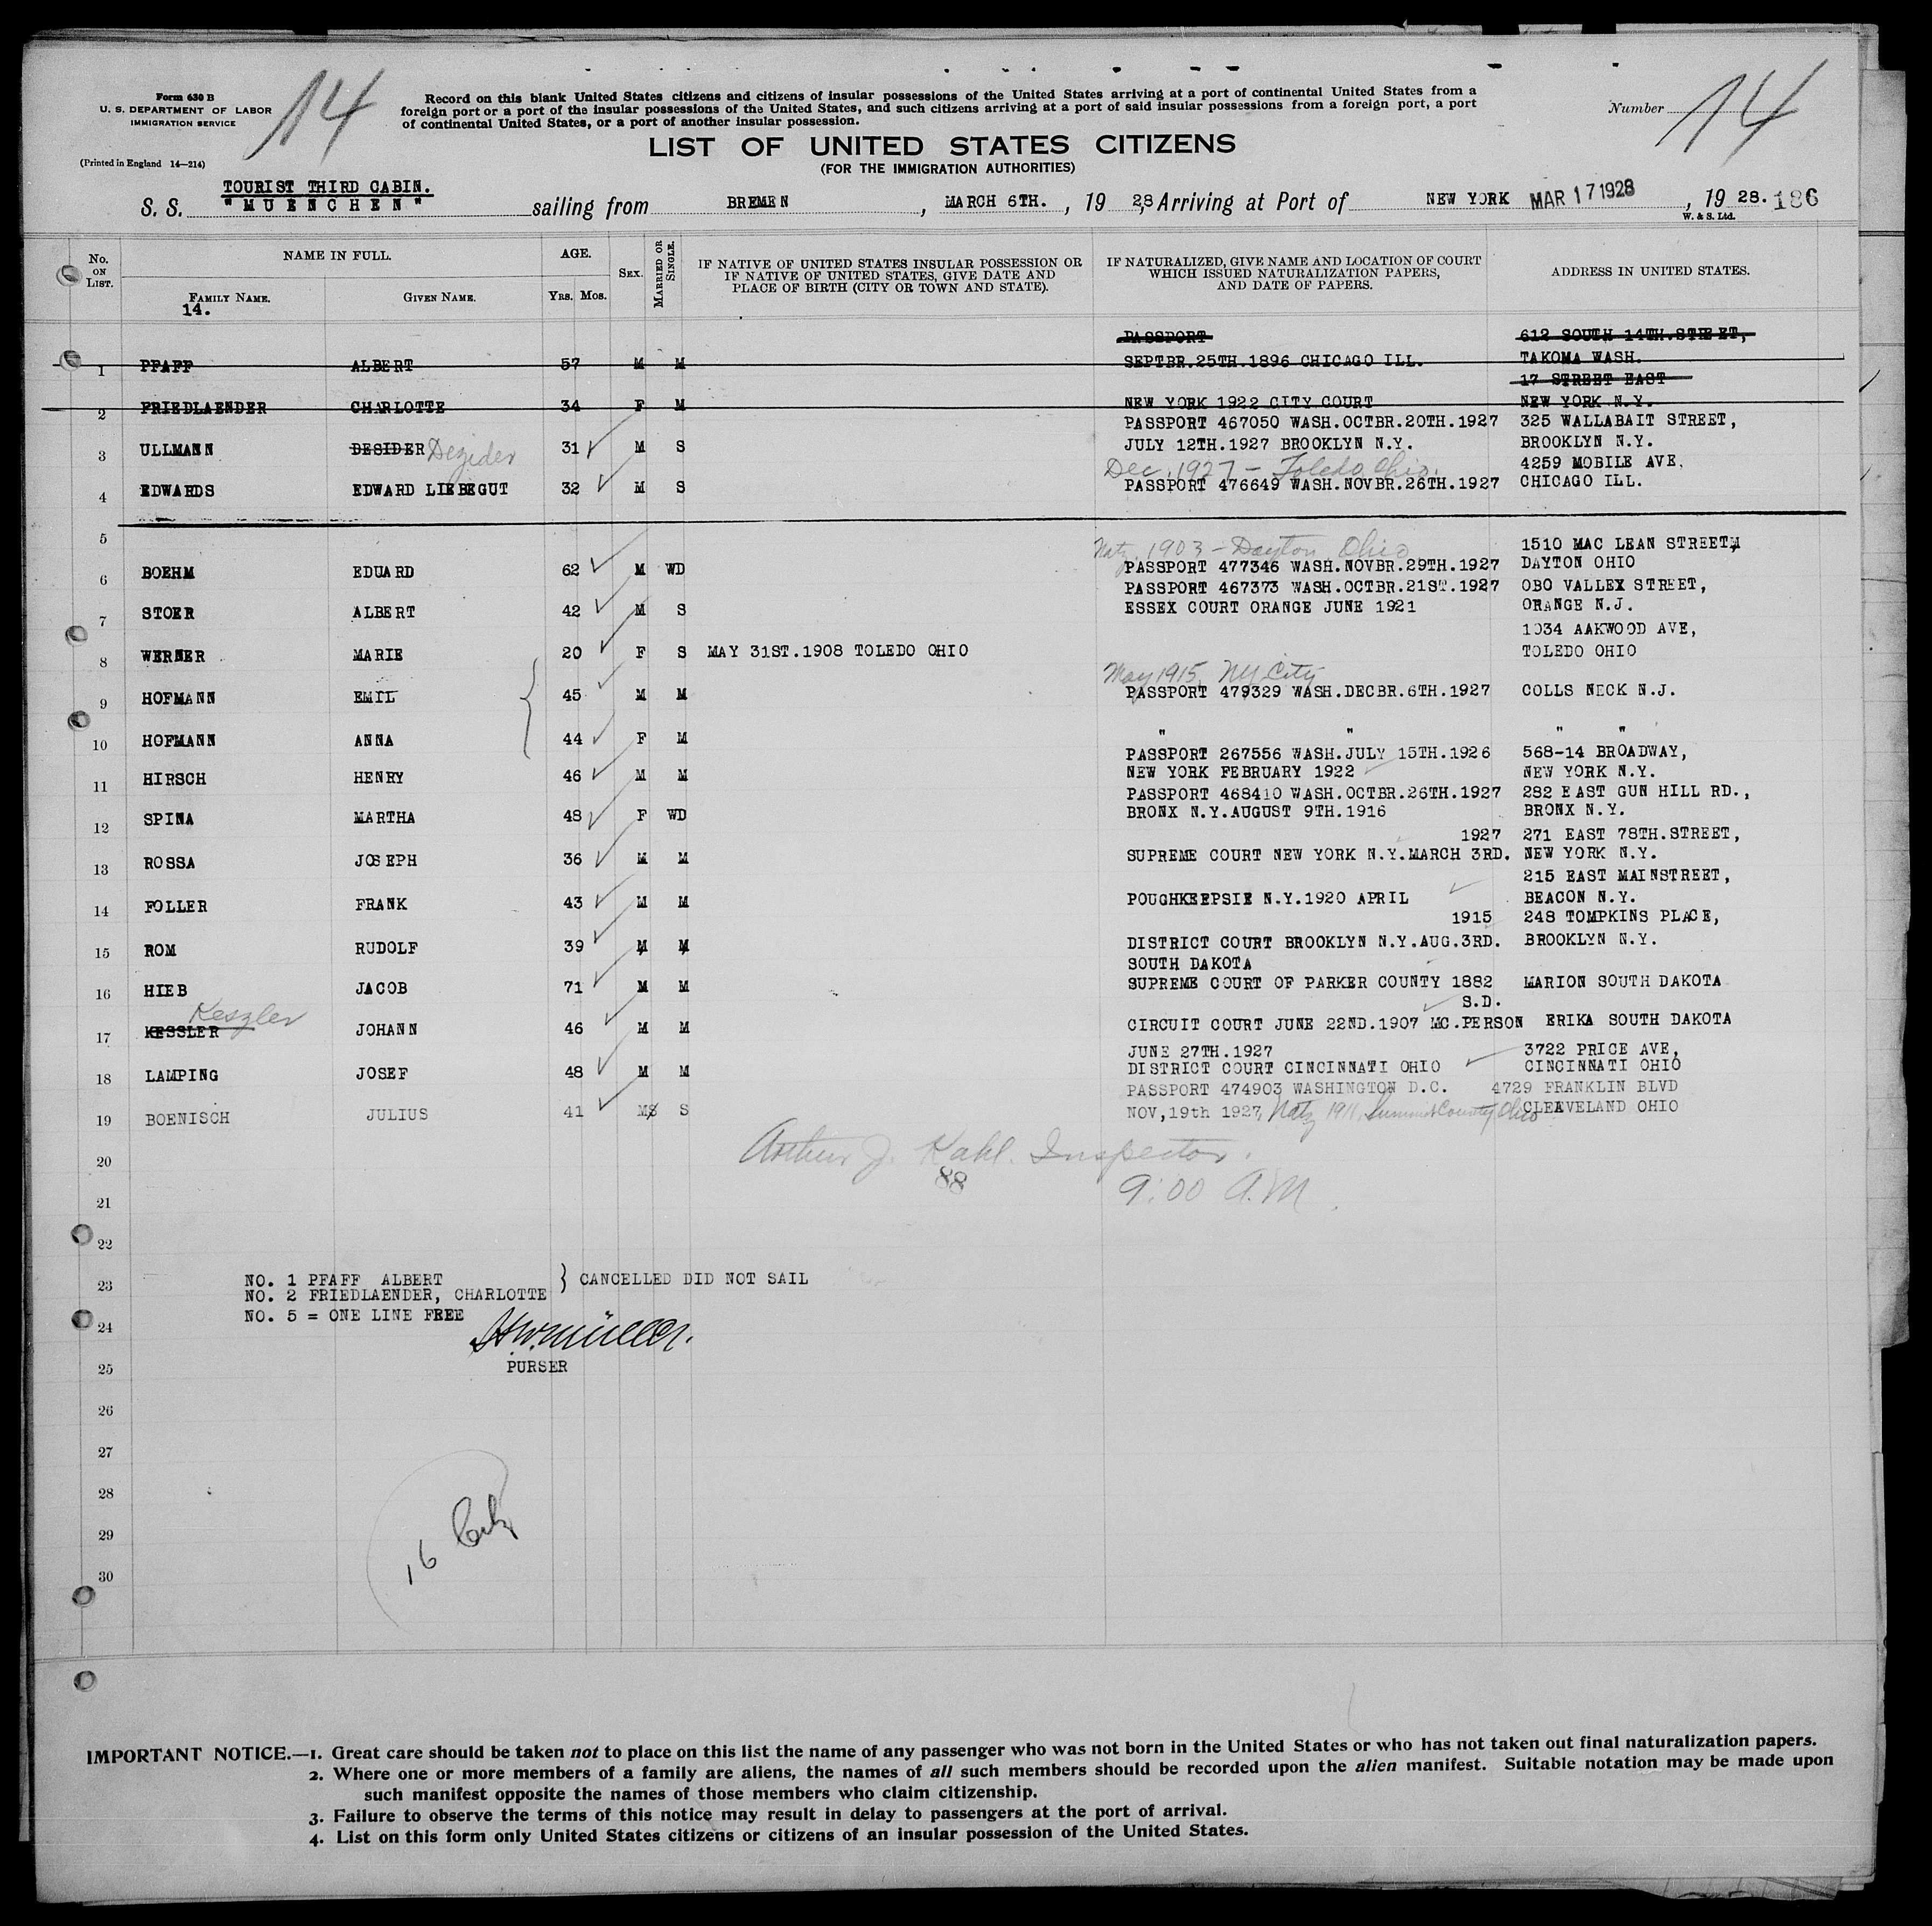 Form 630 B
U. S. DEPARTMENT OF LABOR
IMMIGRATION SERVICE
(Printed in England 14—214)
14
Record on this blank United States citizens and citizens of insular possessions of the United States arriving at a port of continental United States from a
foreign port or a port of the insular possessions of the United States, and such citizens arriving at a port of said insular possessions from a foreign port, a port
of continental United States, or a port of another insular possession.
Number 14
LIST OF UNITED STATES CITIZENS
(FOR THE IMMIGRATION AUTHORITIES)
TOURIST THIRD CABIN.
S. S. "MUENCHEN" sailing from BREMEN, MARCH 6TH., 1928, Arriving at Port of NEW YORK MAR 17 1928, 1928. 186
W. & S. Ltd.
No. ON LIST. NAME IN FULL. AGE. SEX. MARRIED OR SINGLE. IF NATIVE OF UNITED STATES INSULAR POSSESSION OR IF NATIVE OF UNITED STATES, GIVE DATE AND PLACE OF BIRTH (CITY OR TOWN AND STATE). IF NATURALIZED, GIVE NAME AND LOCATION OF COURT WHICH ISSUED NATURALIZATION PAPERS, AND DATE OF PAPERS. ADDRESS IN UNITED STATES.
FAMILY NAME. GIVEN NAME. YRS. MOS.
14.
PASSPORT 612 SOUTH 14TH.STREET,
1 PFAFF ALBERT 57 M M SEPTBR.25TH.1896 CHICAGO ILL. TAKOMA WASH.
17 STREET EAST
2 FRIEDLAENDER CHARLOTTE 34 F M NEW YORK 1922 CITY COURT NEW YORK N.Y.
PASSPORT 467050 WASH.OCTBR.20TH.1927 325 WALLABAIT STREET,
3 ULLMANN DESIDER Dezider 31 M S JULY 12TH.1927 BROOKLYN N.Y. BROOKLYN N.Y.
Dec. 1927 - Toledo Ohio. 4259 MOBILE AVE.
4 EDWARDS EDWARD LIEBEGUT 32 M S PASSPORT 476649 WASH.NOVBR.26TH.1927 CHICAGO ILL.
5
Natz. 1903 - Dayton, Ohio 1510 MAC LEAN STREET,
6 BOEHM EDUARD 62 M WD PASSPORT 477346 WASH.NOVBR.29TH.1927 DAYTON OHIO
PASSPORT 467373 WASH.OCTBR.21ST.1927 OBO VALLEX STREET,
7 STOER ALBERT 42 M S ESSEX COURT ORANGE JUNE 1921 ORANGE N.J.
1034 AAKWOOD AVE,
8 WERNER MARIE 20 F S MAY 31ST.1908 TOLEDO OHIO TOLEDO OHIO
May 1915, NY City
9 HOFMANN EMIL 45 M M PASSPORT 479329 WASH.DECBR.6TH.1927 COLLS NECK N.J.
10 HOFMANN ANNA 44 F M " " " "
PASSPORT 267556 WASH.JULY 15TH.1926 568-14 BROADWAY,
11 HIRSCH HENRY 46 M M NEW YORK FEBRUARY 1922 NEW YORK N.Y.
PASSPORT 468410 WASH.OCTBR.26TH.1927 282 EAST GUN HILL RD.,
12 SPINA MARTHA 48 F WD BRONX N.Y.AUGUST 9TH.1916 BRONX N.Y.
1927 271 EAST 78TH.STREET,
13 ROSSA JOSEPH 36 M M SUPREME COURT NEW YORK N.Y.MARCH 3RD. NEW YORK N.Y.
215 EAST MAINSTREET,
14 FOLLER FRANK 43 M M POUGHKEEPSIE N.Y.1920 APRIL BEACON N.Y.
1915 248 TOMPKINS PLACE,
15 ROM RUDOLF 39 M M DISTRICT COURT BROOKLYN N.Y.AUG.3RD. BROOKLYN N.Y.
SOUTH DAKOTA
16 HIEB JACOB 71 M M SUPREME COURT OF PARKER COUNTY 1882 MARION SOUTH DAKOTA
Keszler S.D.
17 KESSLER JOHANN 46 M M CIRCUIT COURT JUNE 22ND.1907 MC.PERSON ERIKA SOUTH DAKOTA
JUNE 27TH.1927 3722 PRICE AVE,
18 LAMPING JOSEF 48 M M DISTRICT COURT CINCINNATI OHIO CINCINNATI OHIO
PASSPORT 474903 WASHINGTON D.C. 4729 FRANKLIN BLVD
19 BOENISCH JULIUS 41 MS S NOV,19th 1927, Natz 1911, Summit County, Ohio CLEAVELAND OHIO
20 Arthur J. Kahl. Inspector.
88 9:00 A.M.
21
22
23 NO. 1 PFAFF ALBERT } CANCELLED DID NOT SAIL
NO. 2 FRIEDLAENDER, CHARLOTTE
24 NO. 5 = ONE LINE FREE
25 PURSER
26
27
28
29
30
16
IMPORTANT NOTICE.—1. Great care should be taken not to place on this list the name of any passenger who was not born in the United States or who has not taken out final naturalization papers.
2. Where one or more members of a family are aliens, the names of all such members should be recorded upon the alien manifest. Suitable notation may be made upon
such manifest opposite the names of those members who claim citizenship.
3. Failure to observe the terms of this notice may result in delay to passengers at the port of arrival.
4. List on this form only United States citizens or citizens of an insular possession of the United States.